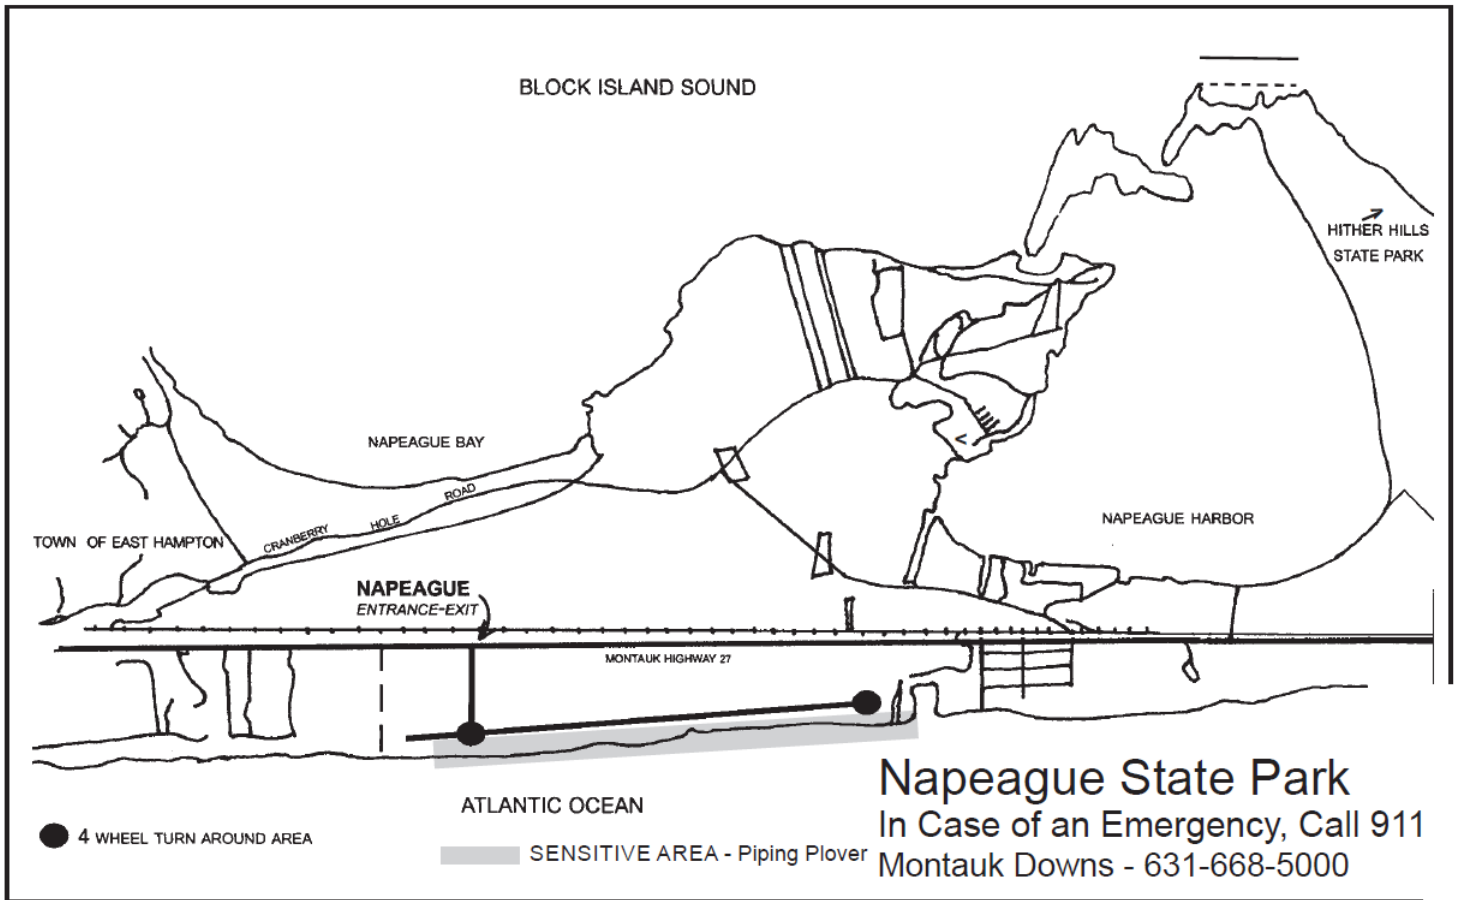 BLOCK ISLAND SOUND
HITHER HILLS
STATE PARK
NAPEAGUE BAY
CRANBERRY HOLE ROAD
NAPEAGUE HARBOR
TOWN OF EAST HAMPTON
NAPEAGUE
ENTRANCE-EXIT
MONTAUK HIGHWAY 27
ATLANTIC OCEAN
4 WHEEL TURN AROUND AREA
SENSITIVE AREA - Piping Plover
Napeague State Park
In Case of an Emergency, Call 911
Montauk Downs - 631-668-5000